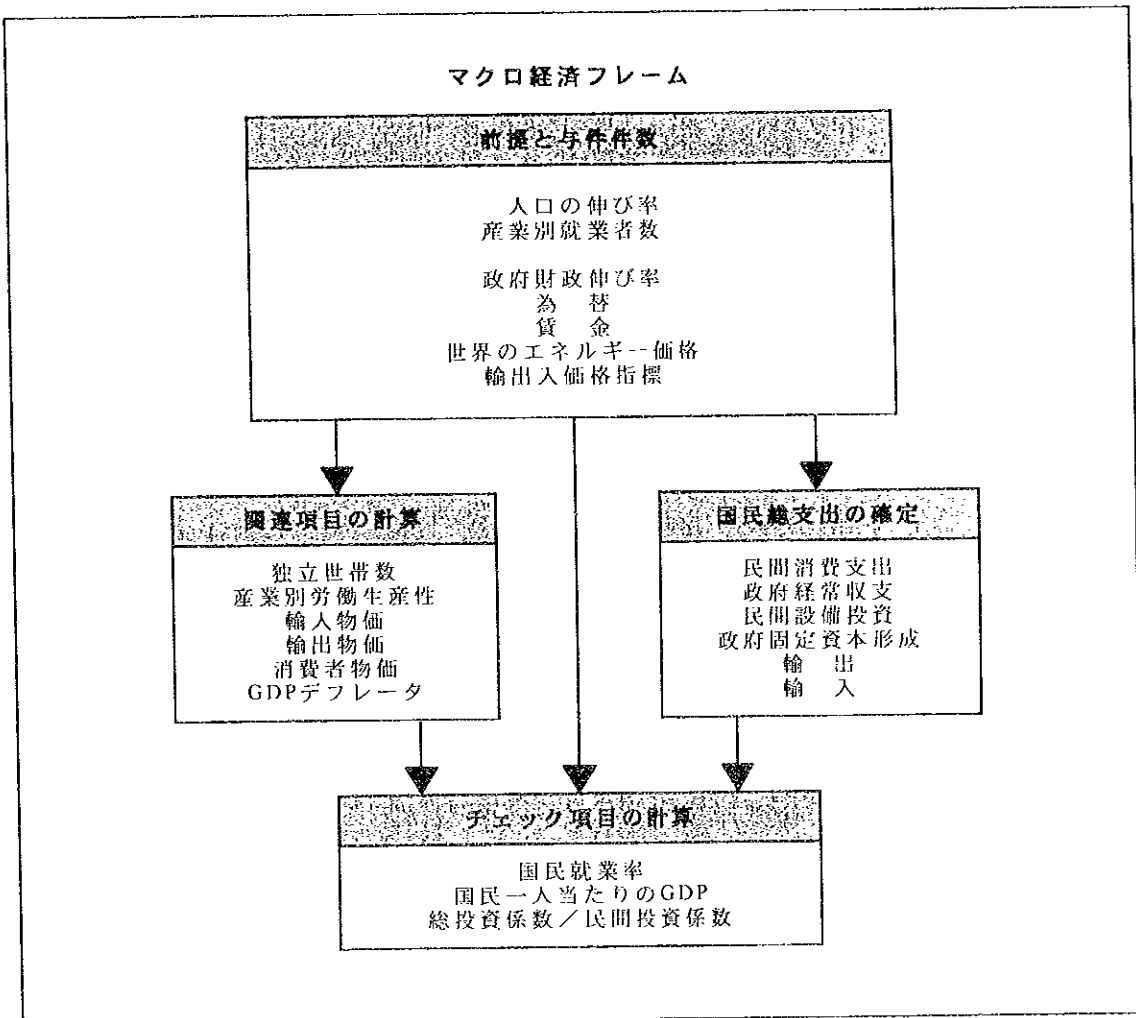 マクロ経済フレーム
前提と与件件数
人口の伸び率
産業別就業者数
政府財政伸び率
為 替
賃 金
世界のエネルギー価格
輸出入価格指標
関連項目の計算
独立世帯数
産業別労働生産性
輸入物価
輸出物価
消費者物価
GDPデフレータ
国民総支出の確定
民間消費支出
政府経常収支
民間設備投資
政府固定資本形成
輸 出
輸 入
チェック項目の計算
国民就業率
国民一人当たりのGDP
総投資係数／民間投資係数